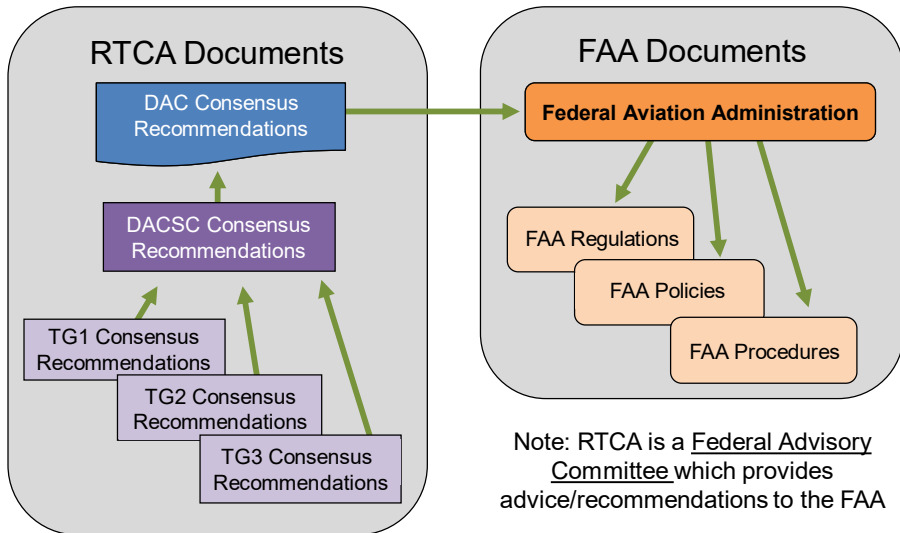 RTCA Documents
DAC Consensus
Recommendations
DACSC Consensus
Recommendations
TG1 Consensus
Recommendations
TG2 Consensus
Recommendations
TG3 Consensus
Recommendations
FAA Documents
Federal Aviation Administration
FAA Regulations
FAA Policies
FAA Procedures
Note: RTCA is a Federal Advisory
Committee which provides
advice/recommendations to the FAA